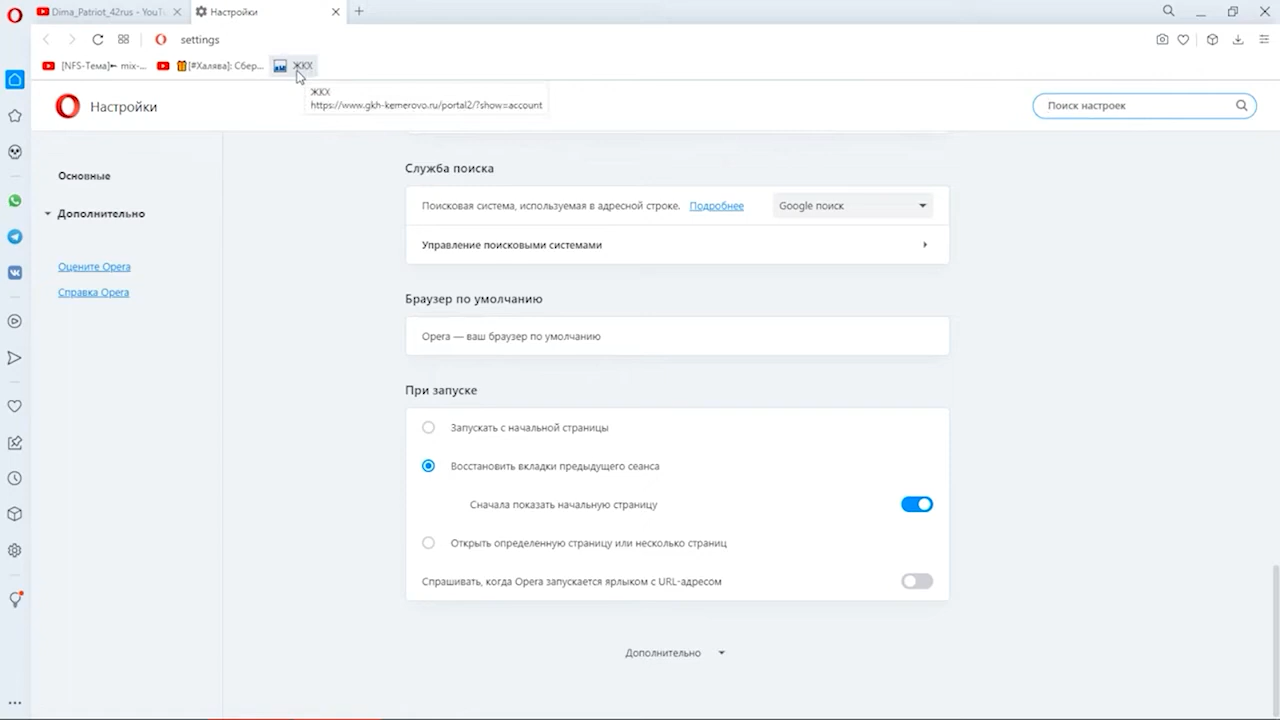 Dima_Patriot_42rus - YouTu
Настройки
settings
[NFS-Тема]⇐ mix-...
[#Халява]: Сбер...
ЖКХ
ЖКХ
https://www.gkh-kemerovo.ru/portal2/?show=account
Настройки
Поиск настроек
Основные
Дополнительно
Оцените Opera
Справка Opera
Служба поиска
Поисковая система, используемая в адресной строке. Подробнее
Google поиск
Управление поисковыми системами
Браузер по умолчанию
Opera — ваш браузер по умолчанию
При запуске
Запускать с начальной страницы
Восстановить вкладки предыдущего сеанса
Сначала показать начальную страницу
Открыть определенную страницу или несколько страниц
Спрашивать, когда Opera запускается ярлыком с URL-адресом
Дополнительно